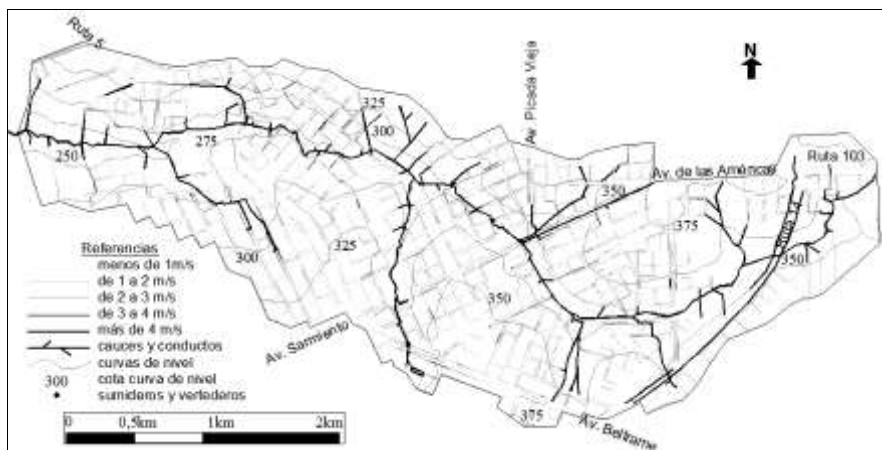 Ruta 5
Av. Picada Vieja
N
325
300
Ruta 103
275
Av. de las Américas
250
350
375
325
300
350
350
Referencias
menos de 1m/s
de 1 a 2 m/s
de 2 a 3 m/s
de 3 a 4 m/s
más de 4 m/s
cauces y conductos
curvas de nivel
300 cota curva de nivel
sumideros y vertederos
Av. Sarmiento
375
Av. Beltrame
0 0,5km 1km 2km